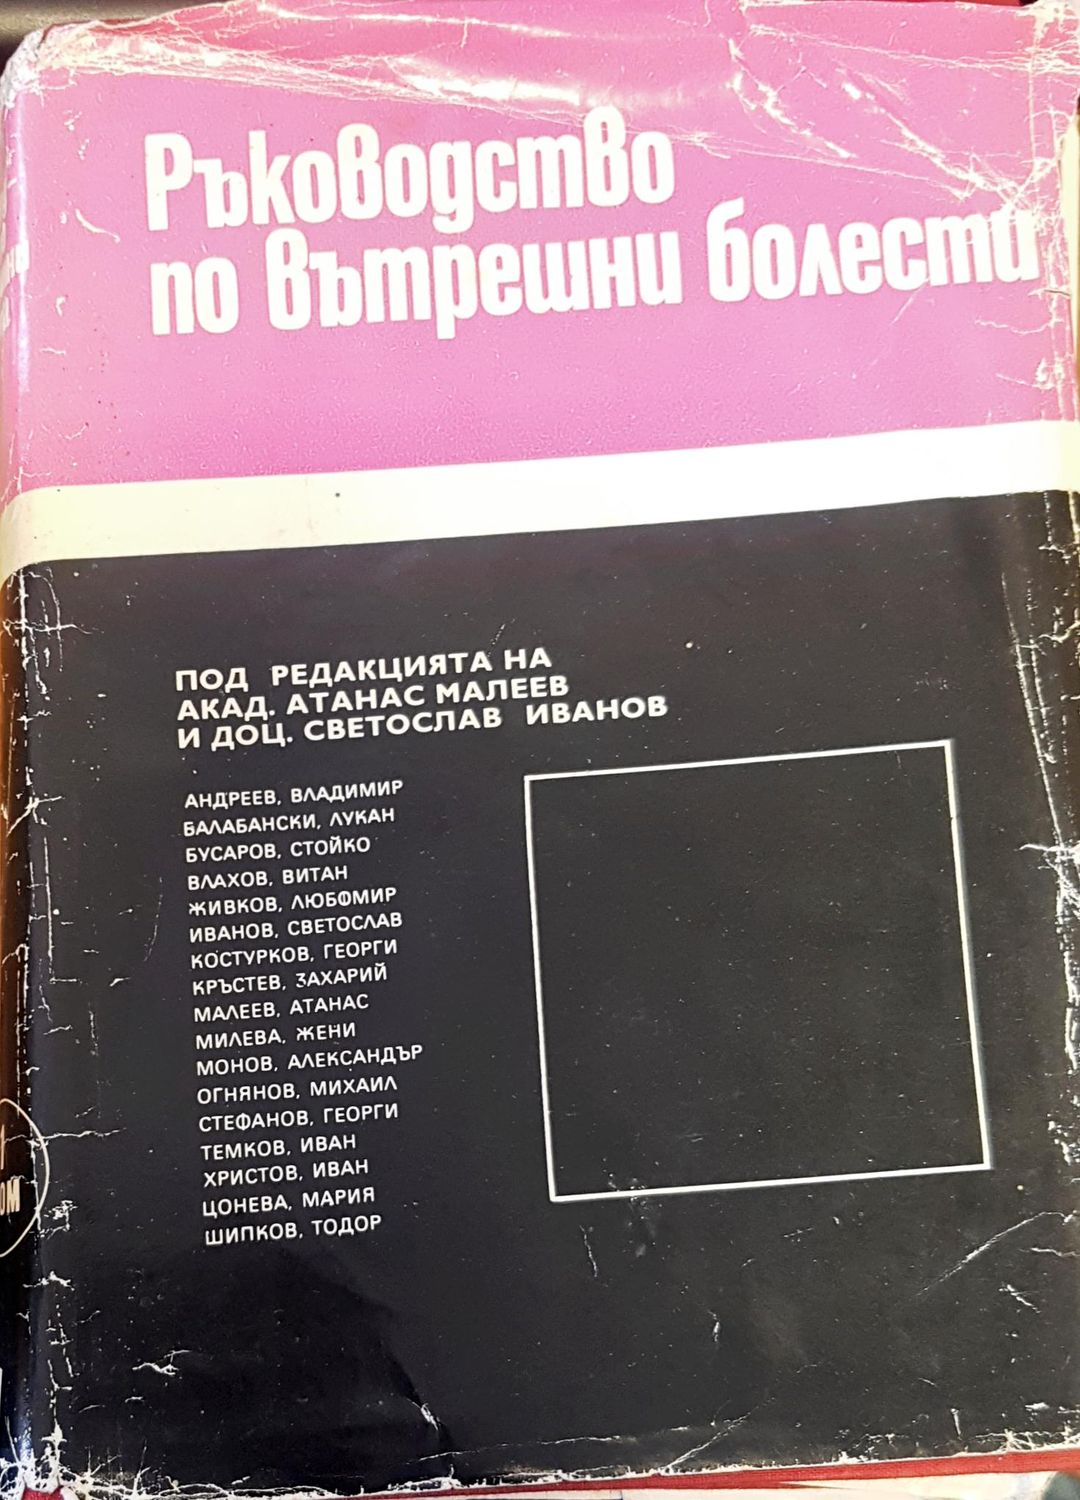 Ръководство
по вътрешни болести
ПОД РЕДАКЦИЯТА НА
АКАД. АТАНАС МАЛЕЕВ
И ДОЦ. СВЕТОСЛАВ ИВАНОВ
АНДРЕЕВ, ВЛАДИМИР
БАЛАБАНСКИ, ЛУКАН
БУСАРОВ, СТОЙКО
ВЛАХОВ, ВИТАН
ЖИВКОВ, ЛЮБОМИР
ИВАНОВ, СВЕТОСЛАВ
КОСТУРКОВ, ГЕОРГИ
КРЪСТЕВ, ЗАХАРИЙ
МАЛЕЕВ, АТАНАС
МИЛЕВА, ЖЕНИ
МОНОВ, АЛЕКСАНДЪР
ОГНЯНОВ, МИХАИЛ
СТЕФАНОВ, ГЕОРГИ
ТЕМКОВ, ИВАН
ХРИСТОВ, ИВАН
ЦОНЕВА, МАРИЯ
ШИПКОВ, ТОДОР